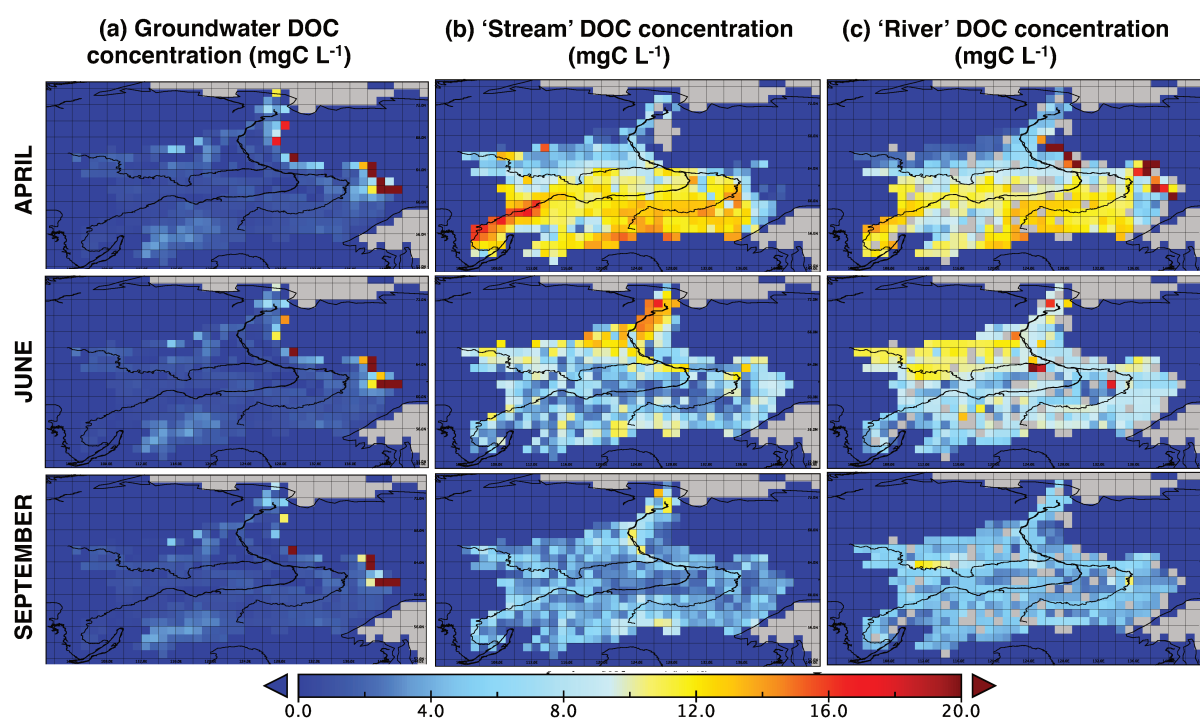 (a) Groundwater DOC
concentration (mgC L-1)
(b) ‘Stream’ DOC concentration
(mgC L-1)
(c) ‘River’ DOC concentration
(mgC L-1)
APRIL
JUNE
SEPTEMBER
0.0 4.0 8.0 12.0 16.0 20.0